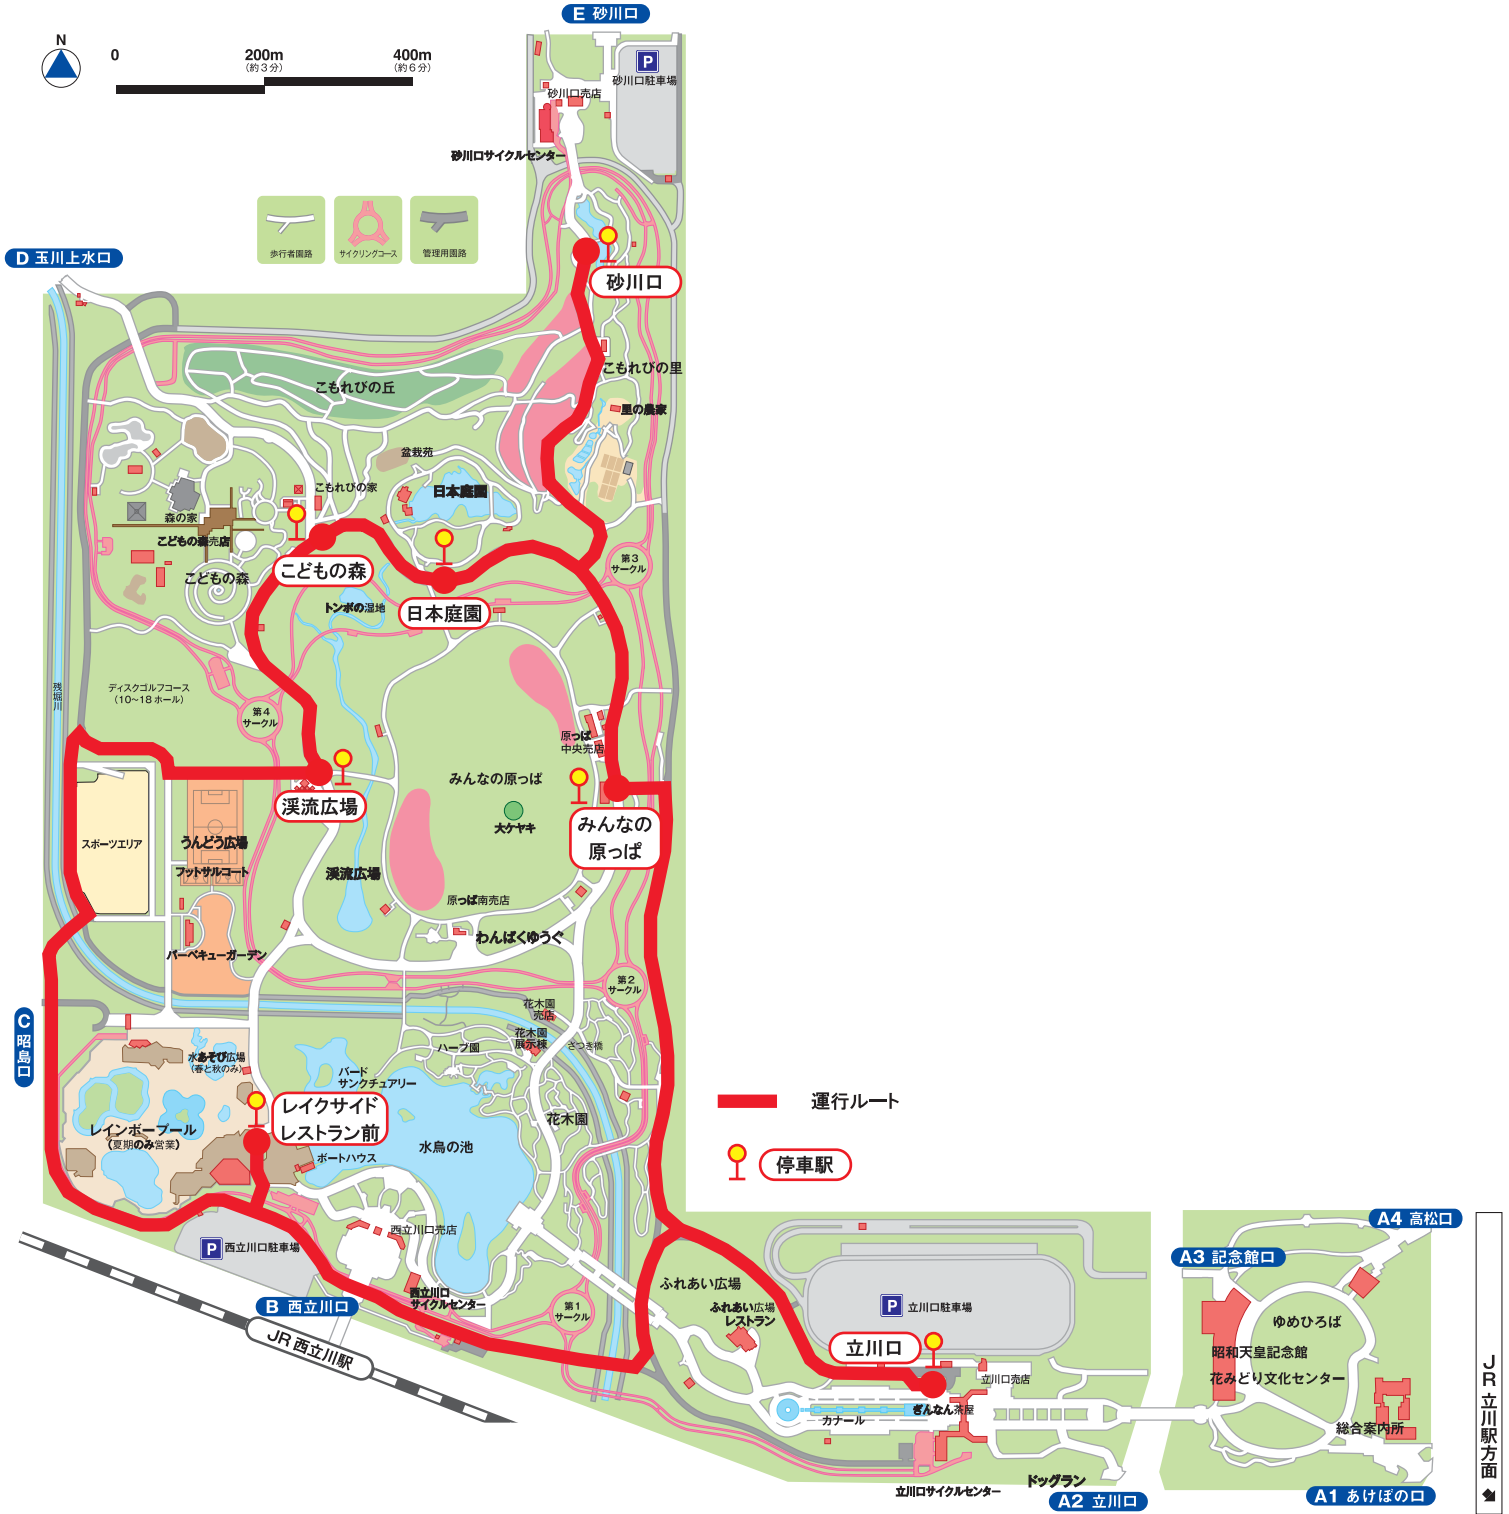 E 砂川口
N
0
200m
(約3分)
400m
(約6分)
P
砂川口駐車場
砂川口売店
砂川口サイクルセンター
歩行者園路
サイクリングコース
管理用園路
D 玉川上水口
砂川口
こもれびの里
こもれびの丘
里の農家
盆栽苑
こもれびの家
日本庭園
森の家
こどもの森売店
こどもの森
こどもの森
第3
サークル
トンボの湿地
日本庭園
残堀川
ディスクゴルフコース
(10~18ホール)
第4
サークル
原っぱ
中央売店
みんなの原っぱ
大ケヤキ
渓流広場
みんなの
原っぱ
スポーツエリア
うんどう広場
フットサルコート
渓流広場
原っぱ南売店
わんぱくゆうぐ
バーベキューガーデン
第2
サークル
花木園
売店
花木園
展示棟
さつき橋
ハーブ園
C 昭島口
水あそび広場
(春と秋のみ)
バード
サンクチュアリー
レイクサイド
レストラン前
花木園
レインボープール
(夏期のみ営業)
水鳥の池
ボートハウス
運行ルート
停車駅
西立川口売店
P
西立川口駐車場
西立川口
サイクルセンター
B 西立川口
JR 西立川駅
第1
サークル
ふれあい広場
ふれあい広場
レストラン
P
立川口駐車場
立川口
立川口売店
ぎんなん茶屋
カナール
立川口サイクルセンター
ドッグラン
A2 立川口
A4 高松口
A3 記念館口
ゆめひろば
昭和天皇記念館
花みどり文化センター
総合案内所
A1 あけぼの口
JR立川駅方面